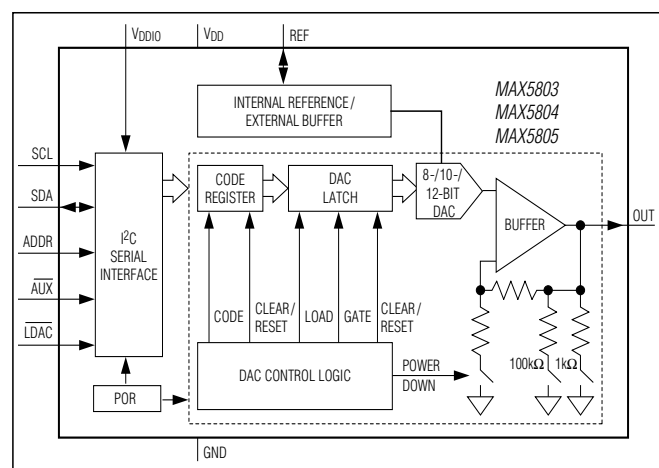 VDDIO
VDD
REF
MAX5803
MAX5804
MAX5805
INTERNAL REFERENCE/
EXTERNAL BUFFER
SCL
SDA
ADDR
AUX
LDAC
I2C
SERIAL
INTERFACE
CODE
REGISTER
DAC
LATCH
8-/10-/
12-BIT
DAC
BUFFER
OUT
CODE
CLEAR/
RESET
LOAD
GATE
CLEAR/
RESET
100kΩ
1kΩ
DAC CONTROL LOGIC
POWER
DOWN
POR
GND